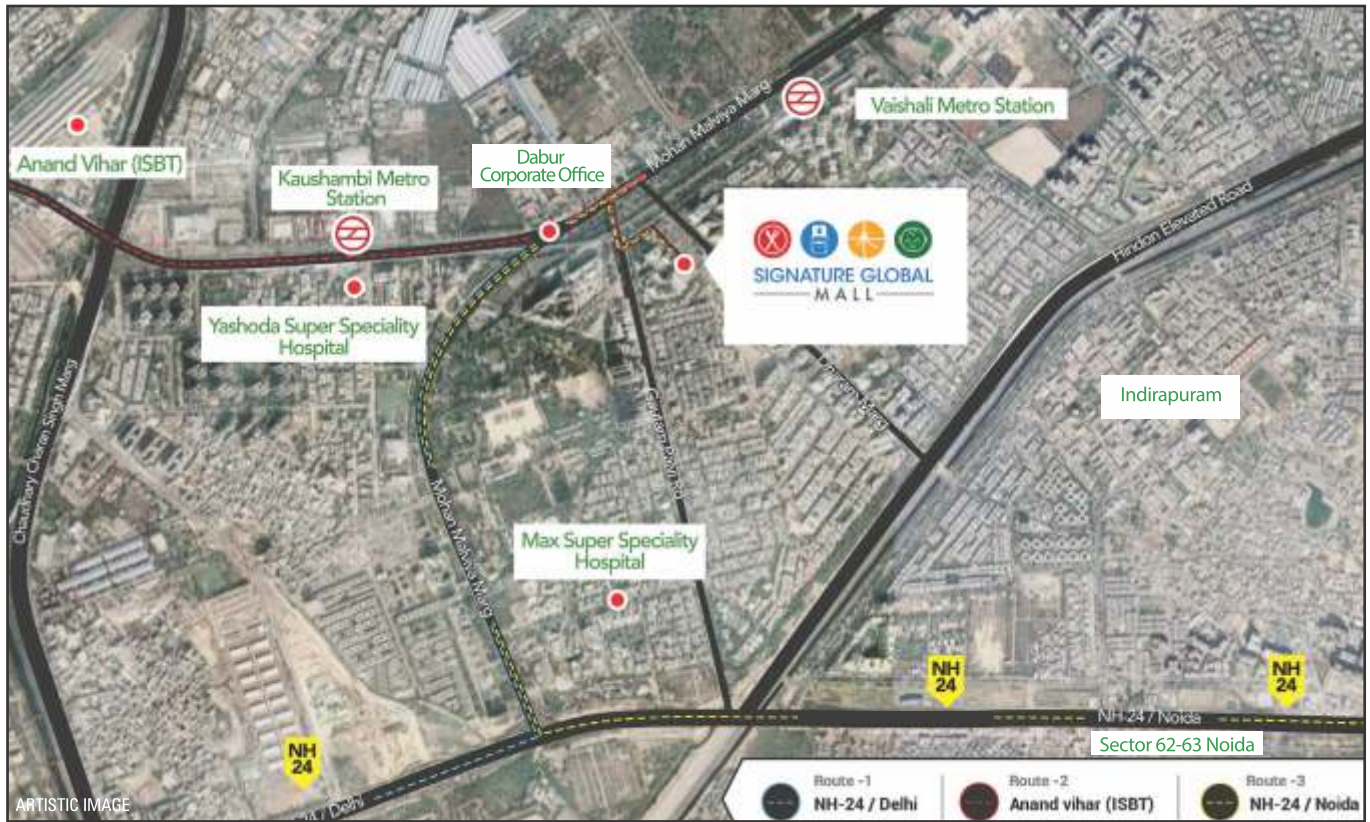 Mohan Malviya Marg
Vaishali Metro Station
Anand Vihar (ISBT)
Dabur
Corporate Office
Kaushambi Metro
Station
SIGNATURE GLOBAL
MALL
Hindon Elevated Road
Yashoda Super Speciality
Hospital
Chaudhary Charan Singh Marg
Indirapuram
Mohan Malviya Marg
Max Super Speciality
Hospital
NH
24
NH
24
NH 24 / Noida
Sector 62-63 Noida
NH
24
24 / Delhi
ARTISTIC IMAGE
Route -1
NH-24 / Delhi
Route -2
Anand vihar (ISBT)
Route -3
NH-24 / Noida